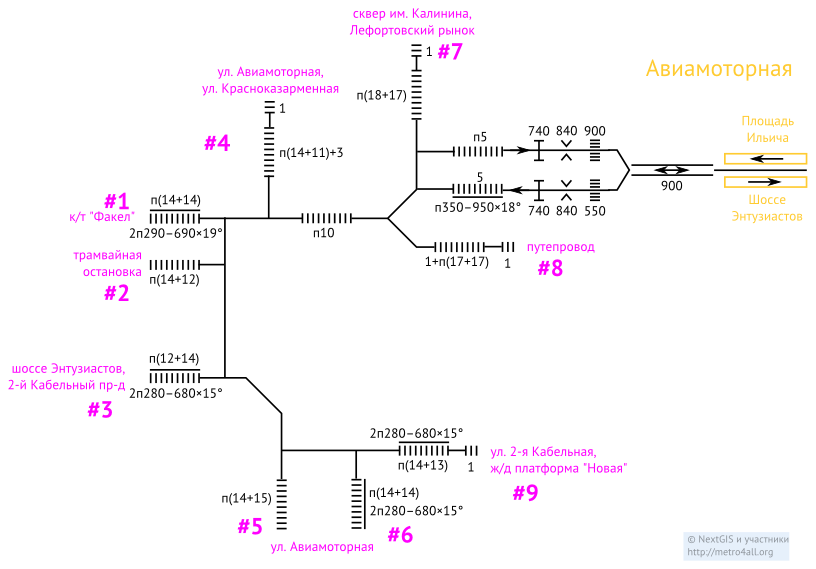 сквер им. Калинина,
Лефортовский рынок
1
#7
Авиамоторная
ул. Авиамоторная,
ул. Красноказарменная
1
п(18+17)
#4
п(14+11)+3
п5
740 840 900
Площадь
Ильича
5
900
п350–950×18°
740 840 550
Шоссе
Энтузиастов
#1
к/т "Факел"
п(14+14)
2п290–690×19°
п10
трамвайная
остановка
#2
п(14+12)
1+п(17+17)
1
путепровод
#8
шоссе Энтузиастов,
2-й Кабельный пр-д
#3
п(12+14)
2п280–680×15°
2п280–680×15°
п(14+13)
1
ул. 2-я Кабельная,
ж/д платформа "Новая"
#9
п(14+15)
#5
п(14+14)
2п280–680×15°
#6
ул. Авиамоторная
© NextGIS и участники
http://metro4all.org